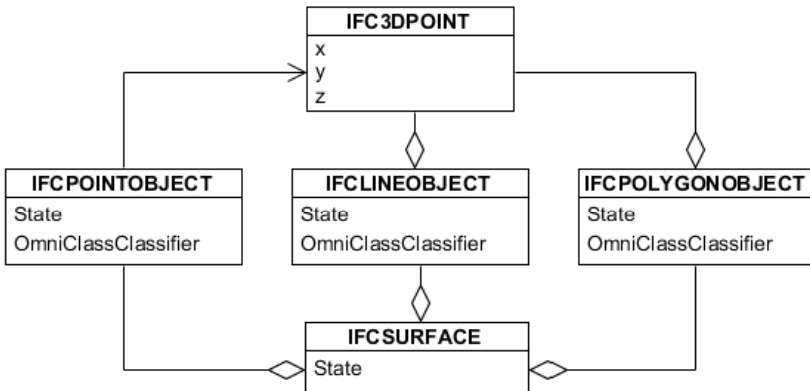 IFC3DPOINT
x
y
z
IFCPOINTOBJECT
State
OmniClassClassifier
IFCLINEOBJECT
State
OmniClassClassifier
IFCPOLYGONOBJECT
State
OmniClassClassifier
IFCSURFACE
State